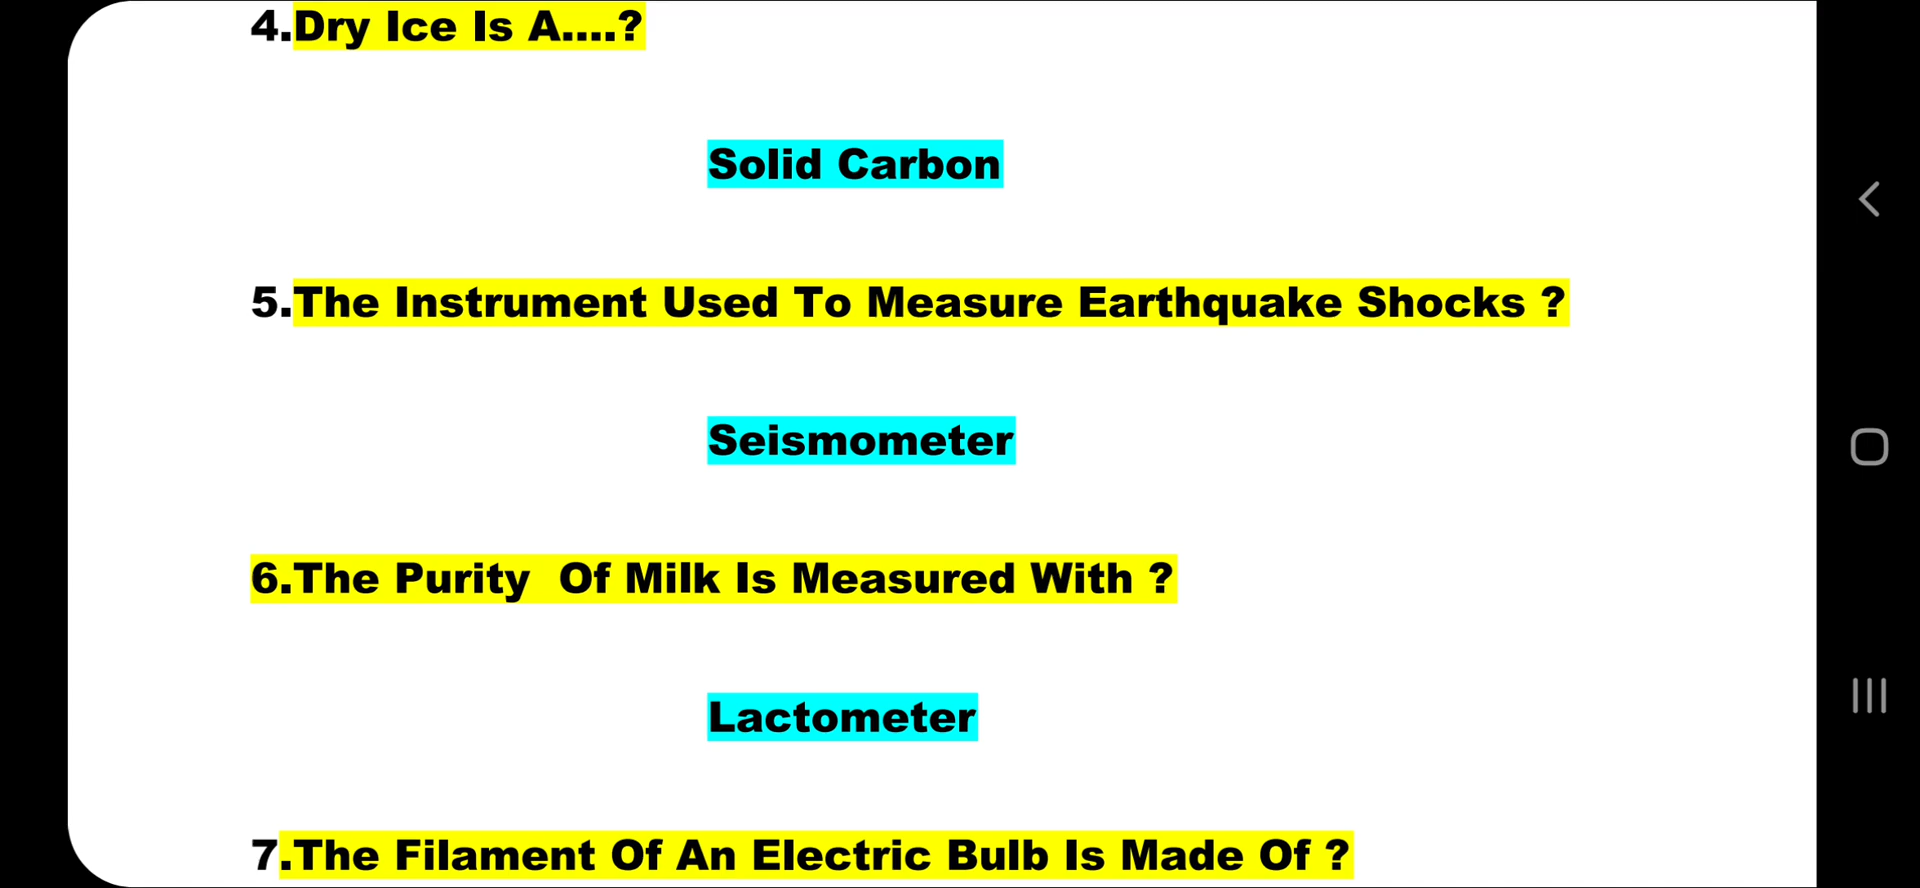 4.Dry Ice Is A....?
Solid Carbon
5.The Instrument Used To Measure Earthquake Shocks ?
Seismometer
6.The Purity  Of Milk Is Measured With ?
Lactometer
7.The Filament Of An Electric Bulb Is Made Of ?